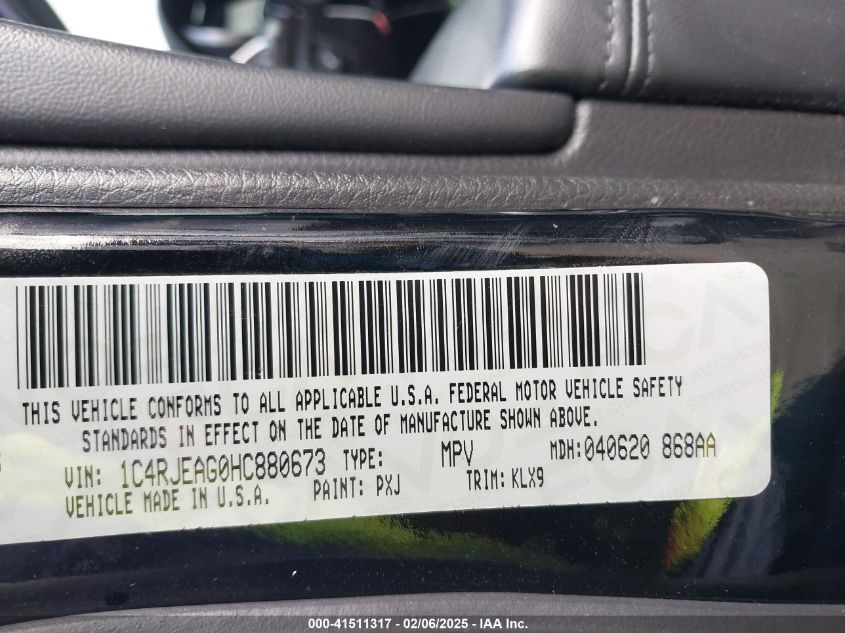 THIS VEHICLE CONFORMS TO ALL APPLICABLE U.S.A. FEDERAL MOTOR VEHICLE SAFETY
STANDARDS IN EFFECT ON THE DATE OF MANUFACTURE SHOWN ABOVE.
VIN: 1C4RJEAG0HC880673 TYPE: MPV MDH:040620 868AA
VEHICLE MADE IN U.S.A. PAINT: PXJ TRIM: KLX9
000-41511317 / 02/06/2025 - IAA Inc.